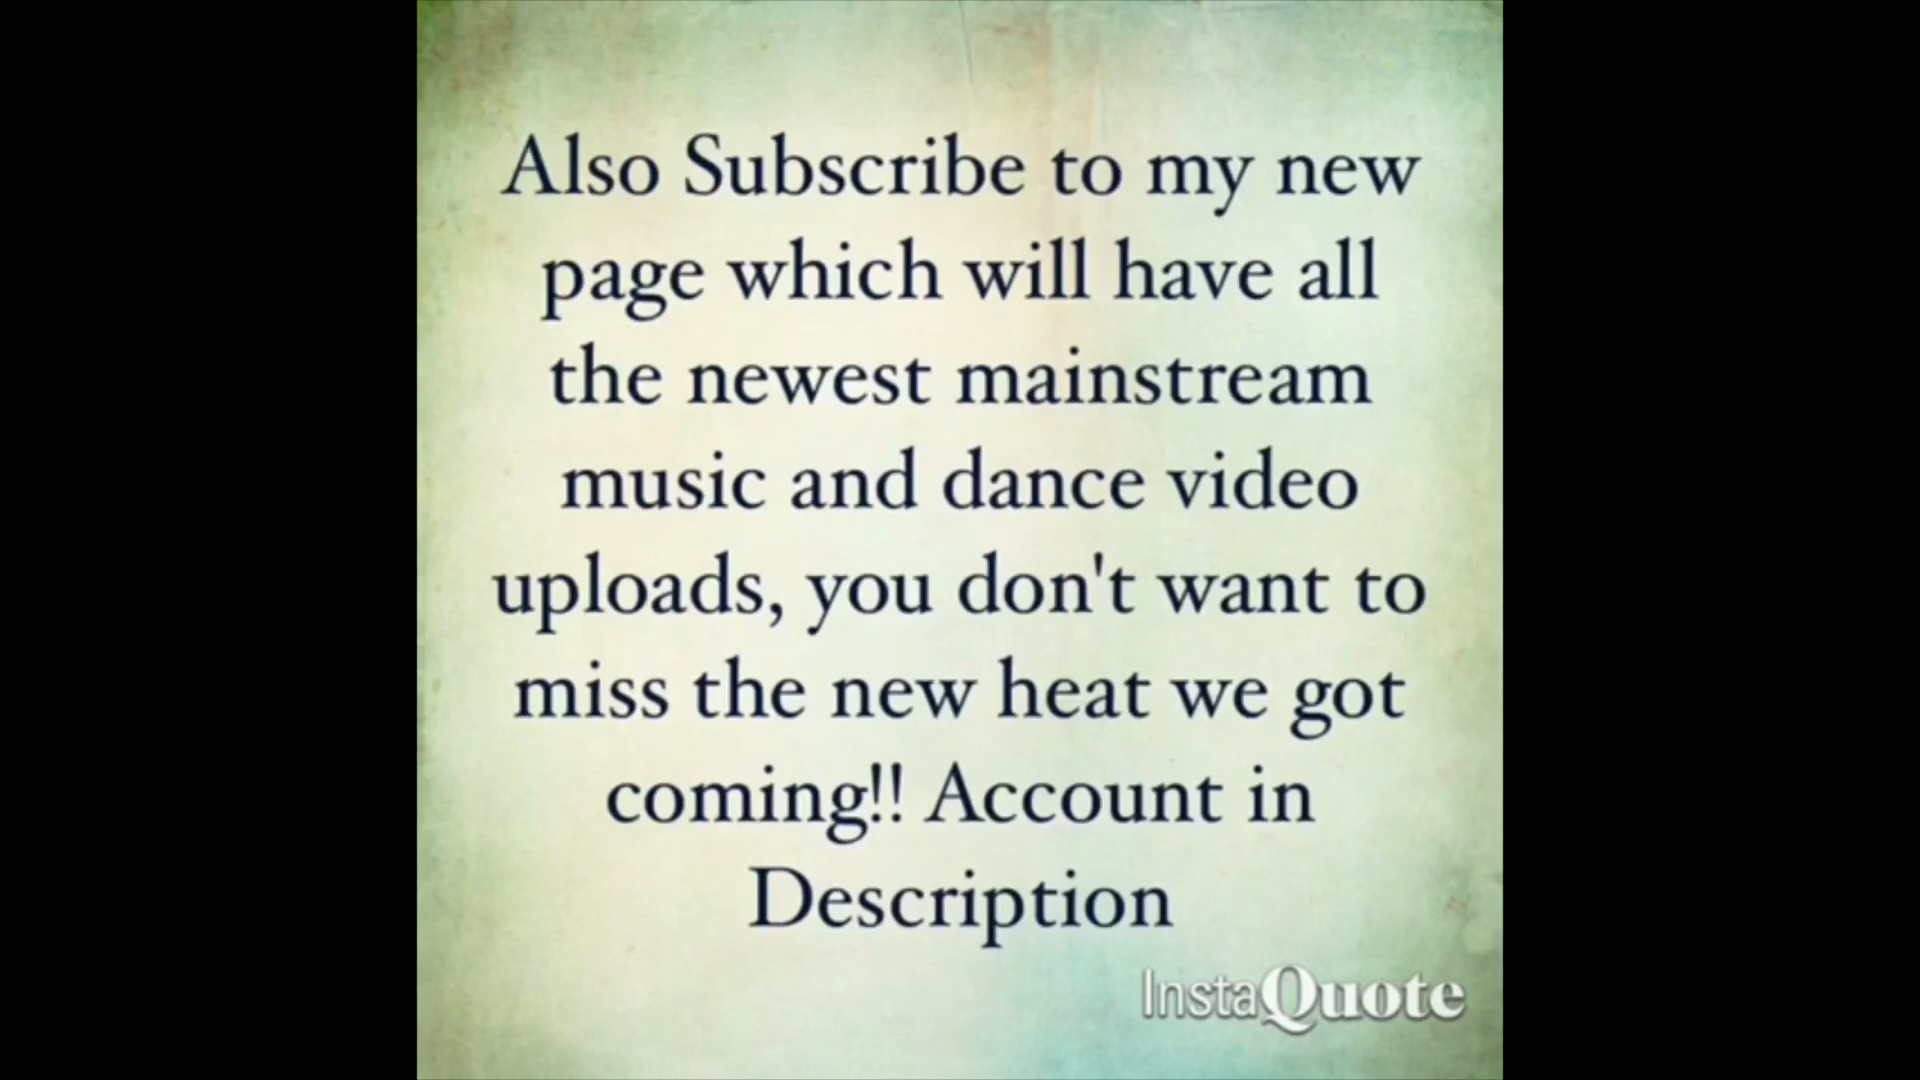 Also Subscribe to my new
page which will have all
the newest mainstream
music and dance video
uploads, you don't want to
miss the new heat we got
coming!! Account in
Description
InstaQuote